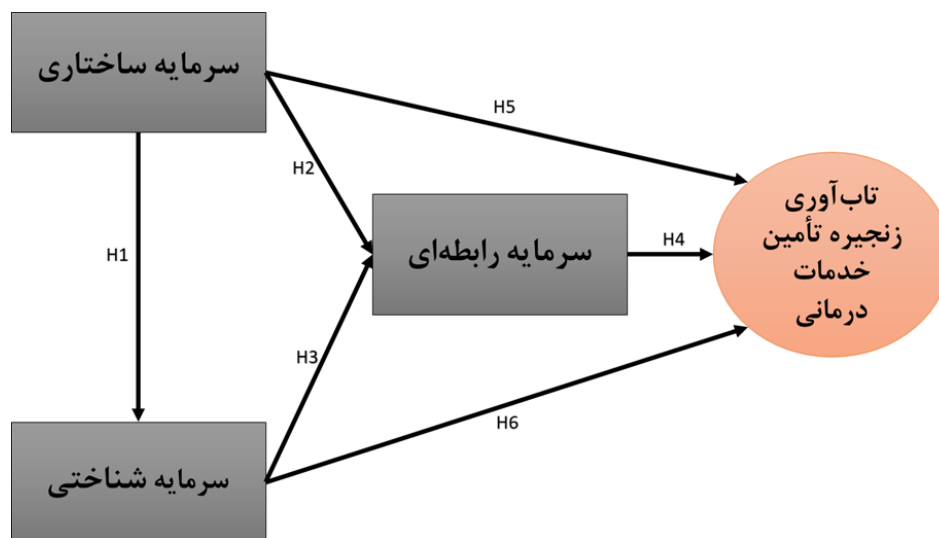 سرمایه ساختاری
H5
H2
تاب‌آوری
زنجیره تأمین
خدمات
درمانی
سرمایه رابطه‌ای
H4
H1
H3
H6
سرمایه شناختی